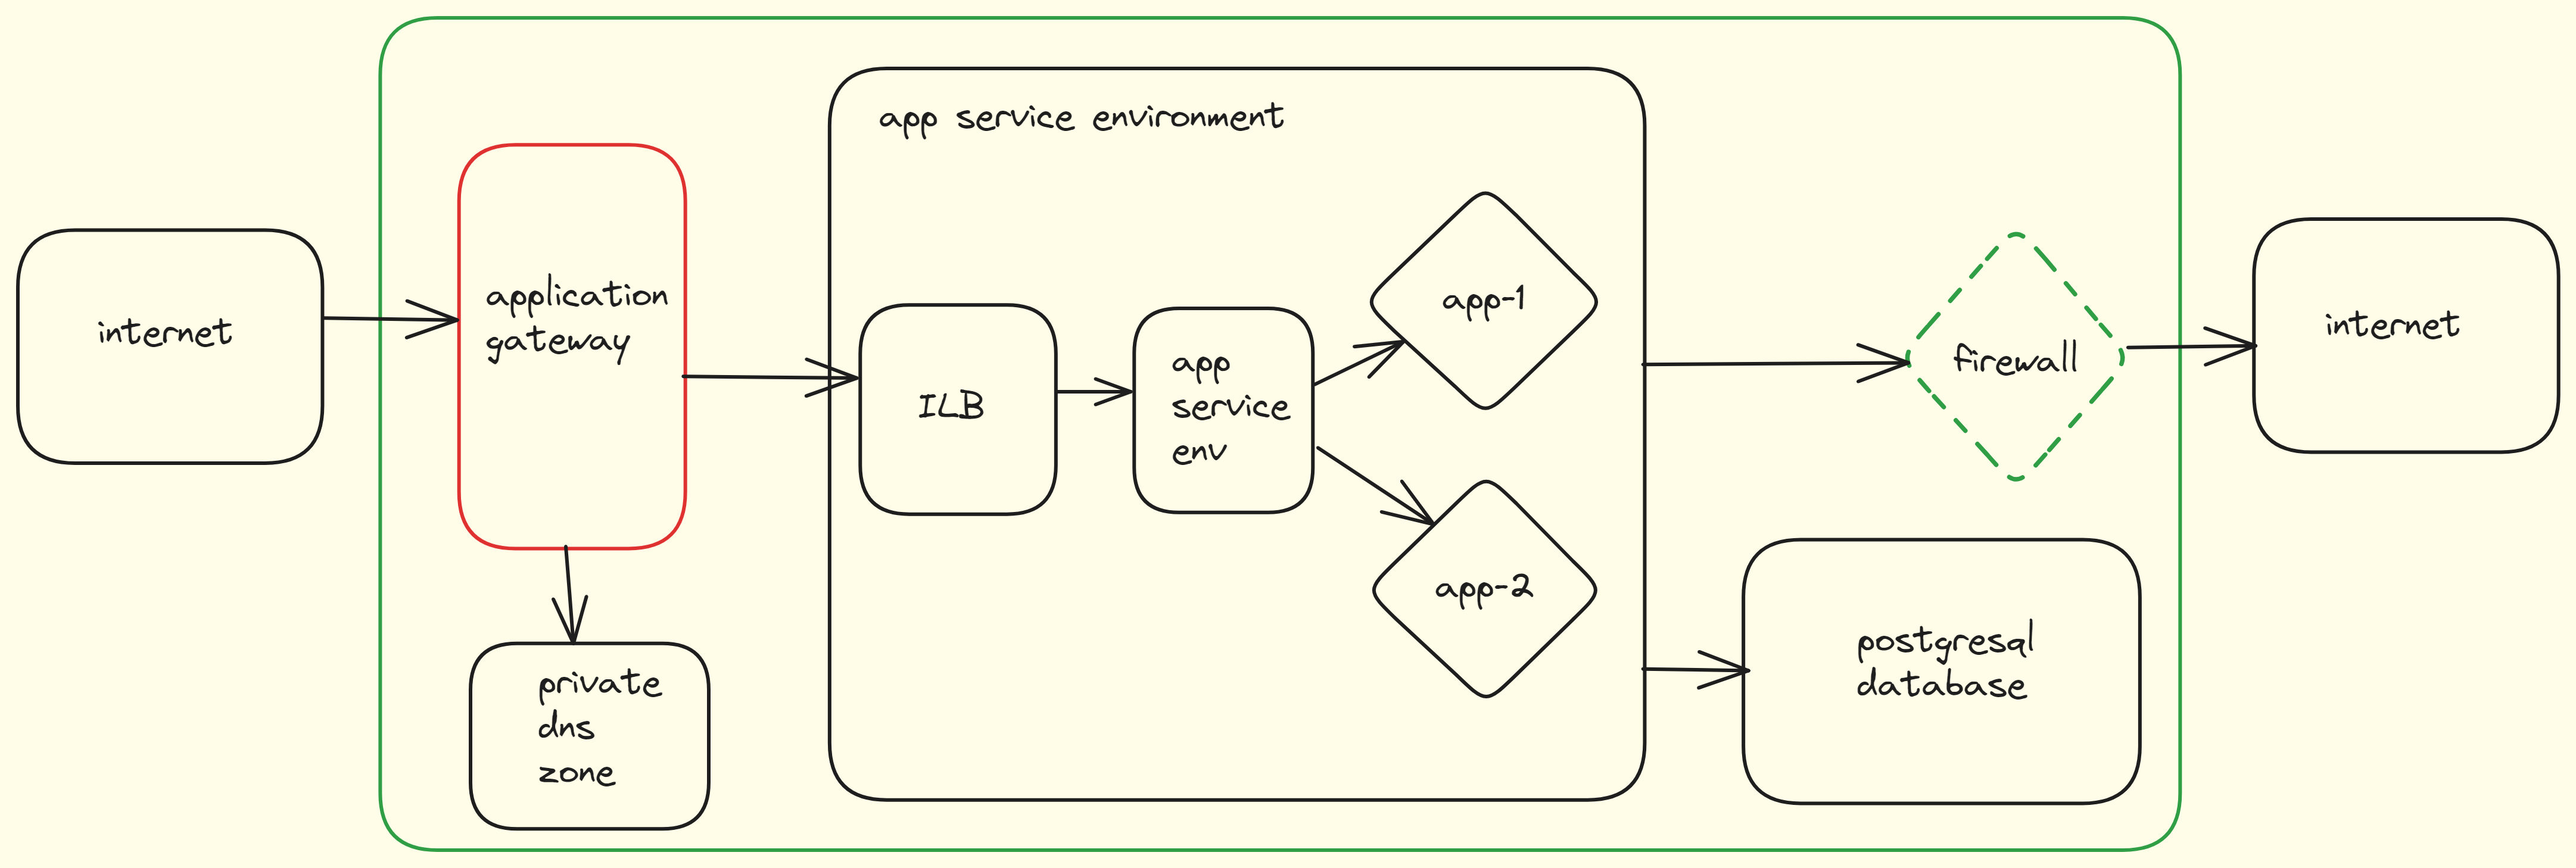 app service environment
internet
application
gateway
ILB
app
service
env
app-1
app-2
firewall
internet
private
dns
zone
postgresql
database